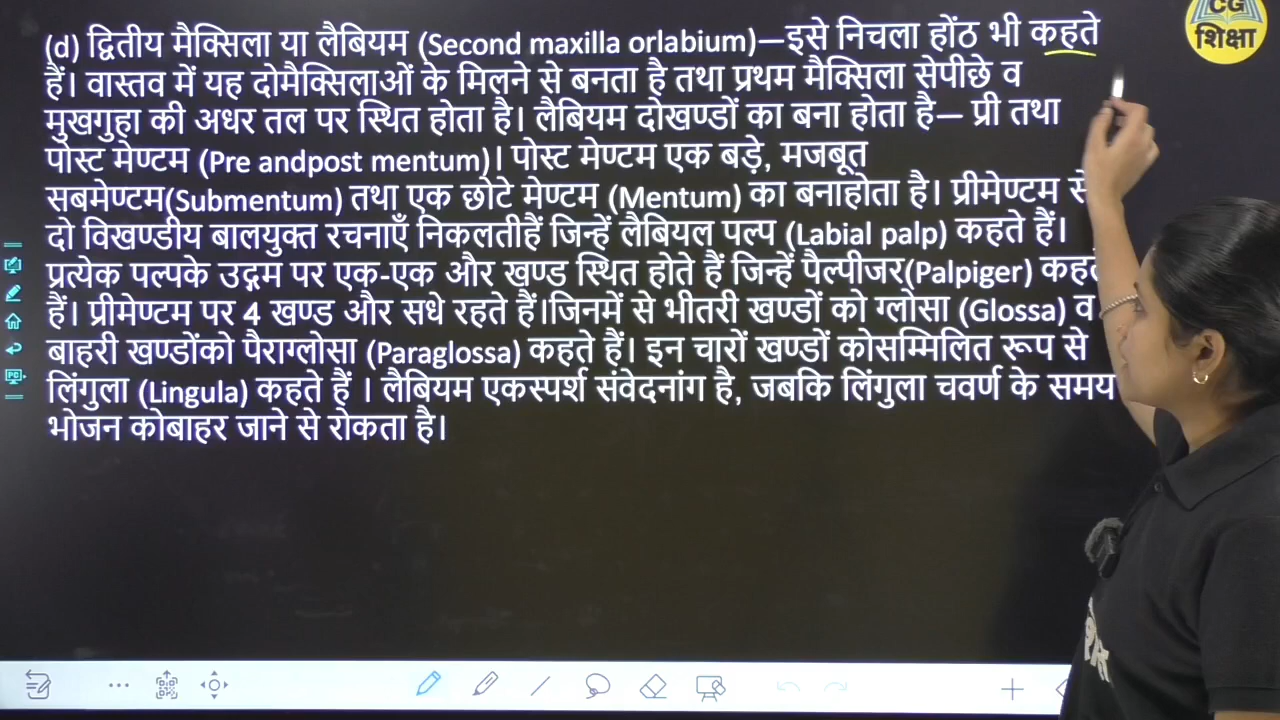 CG
शिक्षा
(d) द्वितीय मैक्सिला या लैबियम (Second maxilla orlabium)—इसे निचला होंठ भी कहते
हैं। वास्तव में यह दोमैक्सिलाओं के मिलने से बनता है तथा प्रथम मैक्सिला सेपीछे व
मुखगुहा की अधर तल पर स्थित होता है। लैबियम दोखण्डों का बना होता है— प्री तथा
पोस्ट मेण्टम (Pre andpost mentum)। पोस्ट मेण्टम एक बड़े, मजबूत
सबमेण्टम(Submentum) तथा एक छोटे मेण्टम (Mentum) का बनाहोता है। प्रीमेण्टम से
दो विखण्डीय बालयुक्त रचनाएँ निकलतीहैं जिन्हें लैबियल पल्प (Labial palp) कहते हैं।
प्रत्येक पल्पके उद्गम पर एक-एक और खण्ड स्थित होते हैं जिन्हें पैल्पीजर(Palpiger)
हैं। प्रीमेण्टम पर 4 खण्ड और सधे रहते हैं।जिनमें से भीतरी खण्डों को ग्लोसा (Glossa) व
बाहरी खण्डोंको पैराग्लोसा (Paraglossa) कहते हैं। इन चारों खण्डों कोसम्मिलित रूप से
लिंगुला (Lingula) कहते हैं । लैबियम एकस्पर्श संवेदनांग है, जबकि लिंगुला चवर्ण के समय
भोजन कोबाहर जाने से रोकता है।
PC